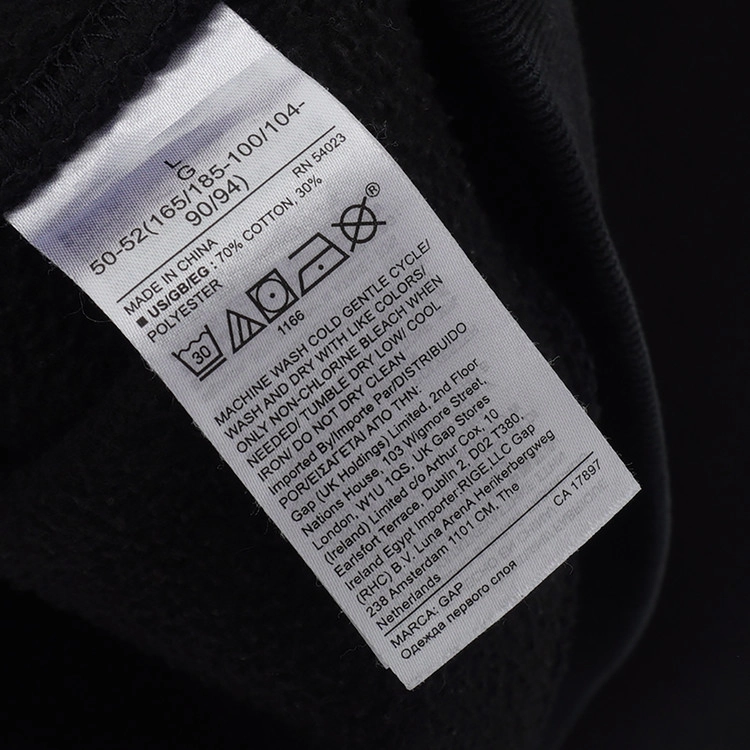 L
G
50-52(165/185-100/104-
90/94)
RN 54023
MADE IN CHINA
■ US/GB/EG : 70% COTTON, 30%
POLYESTER
30
®
1166
MACHINE WASH COLD GENTLE CYCLE/
WASH AND DRY WITH LIKE COLORS/
ONLY NON-CHLORINE BLEACH WHEN
NEEDED/ TUMBLE DRY LOW/ COOL
IRON/ DO NOT DRY CLEAN
Imported By/Importe Par/DISTRIBUIDO
POR/ΕΙΣΑΓΕΤΑΙ ΑΠΟ ΤΗΝ:
Gap (UK Holdings) Limited, 2nd Floor
Nations House, 103 Wigmore Street,
London, W1U 1QS, UK Gap Stores
(Ireland) Limited c/o Arthur Cox, 10
Earlsfort Terrace, Dublin 2, D02 T380,
Ireland Egypt Importer:RIGE LLC Gap
(RHC) B.V. Luna ArenA Herikerbergweg
238 Amsterdam 1101 CM, The
Netherlands
CA 17897
MARCA: GAP
Одежда первого слоя